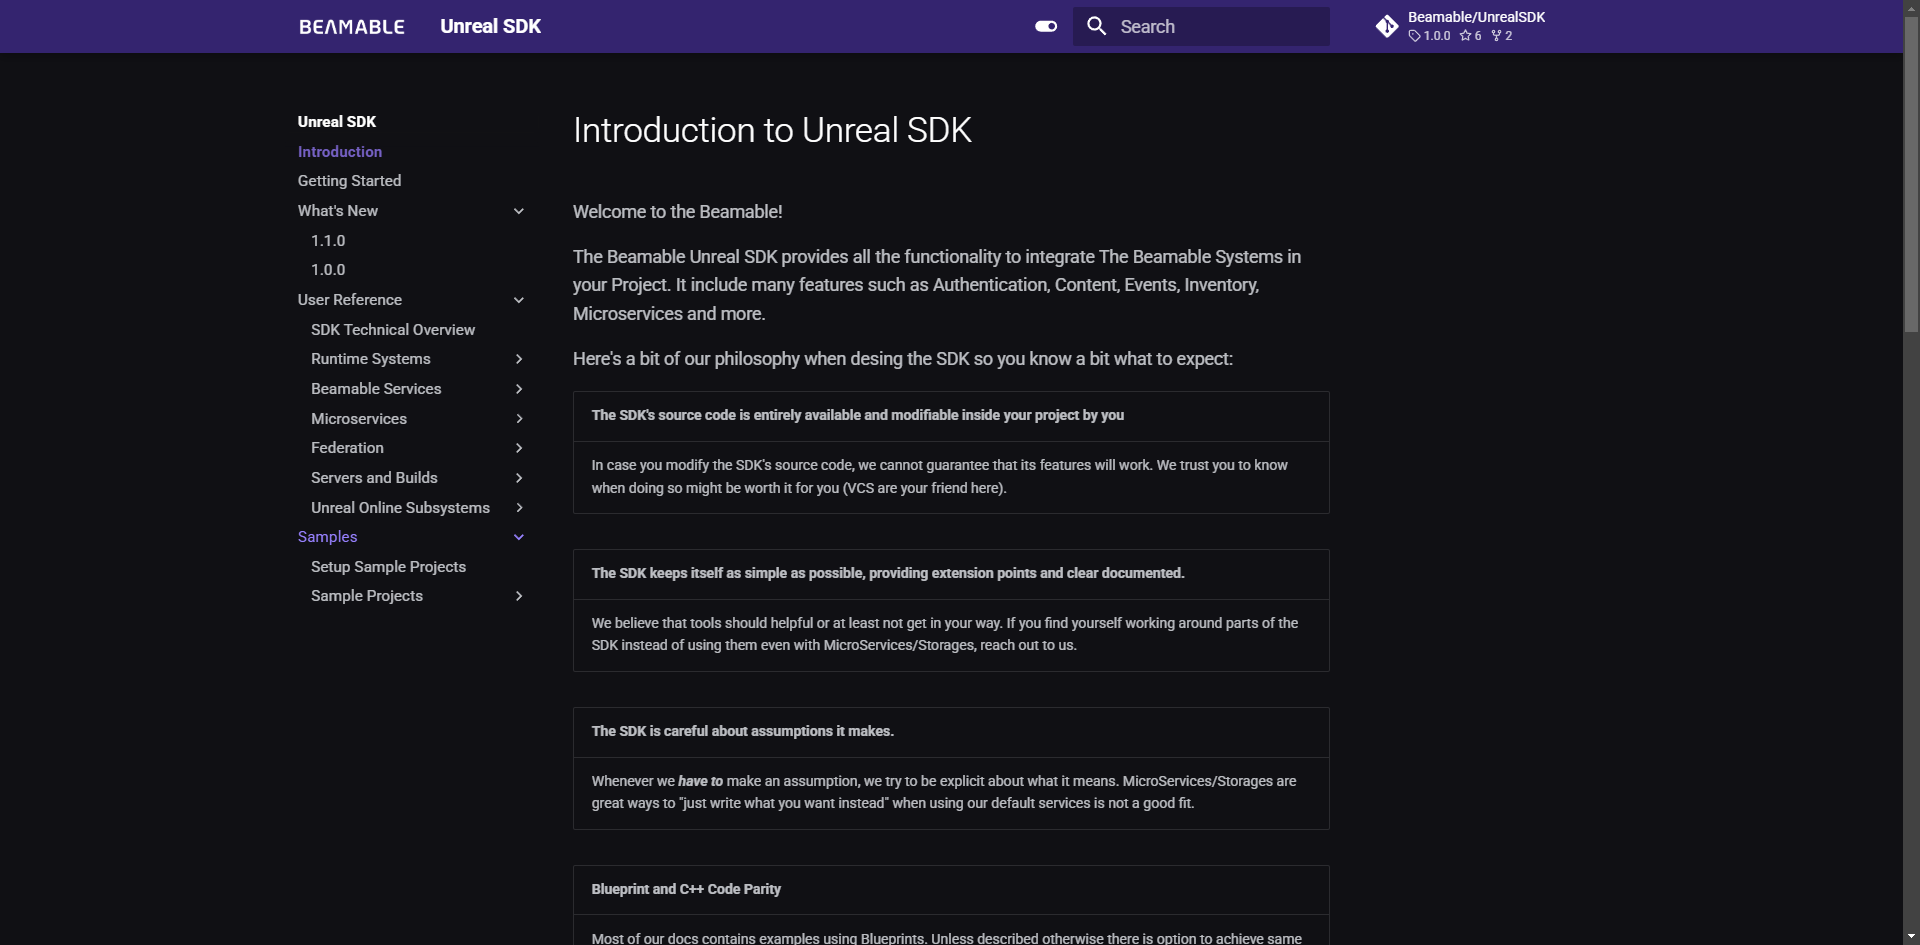 BEAMABLE
Unreal SDK
Search
Beamable/UnrealSDK
1.0.0 6 2
Unreal SDK
Introduction
Getting Started
What's New
1.1.0
1.0.0
User Reference
SDK Technical Overview
Runtime Systems
Beamable Services
Microservices
Federation
Servers and Builds
Unreal Online Subsystems
Samples
Setup Sample Projects
Sample Projects
Introduction to Unreal SDK
Welcome to the Beamable!
The Beamable Unreal SDK provides all the functionality to integrate The Beamable Systems in
your Project. It include many features such as Authentication, Content, Events, Inventory,
Microservices and more.
Here's a bit of our philosophy when desing the SDK so you know a bit what to expect:
The SDK's source code is entirely available and modifiable inside your project by you
In case you modify the SDK's source code, we cannot guarantee that its features will work. We trust you to know
when doing so might be worth it for you (VCS are your friend here).
The SDK keeps itself as simple as possible, providing extension points and clear documented.
We believe that tools should helpful or at least not get in your way. If you find yourself working around parts of the
SDK instead of using them even with MicroServices/Storages, reach out to us.
The SDK is careful about assumptions it makes.
Whenever we have to make an assumption, we try to be explicit about what it means. MicroServices/Storages are
great ways to "just write what you want instead" when using our default services is not a good fit.
Blueprint and C++ Code Parity
Most of our docs contains examples using Blueprints. Unless described otherwise there is option to achieve same